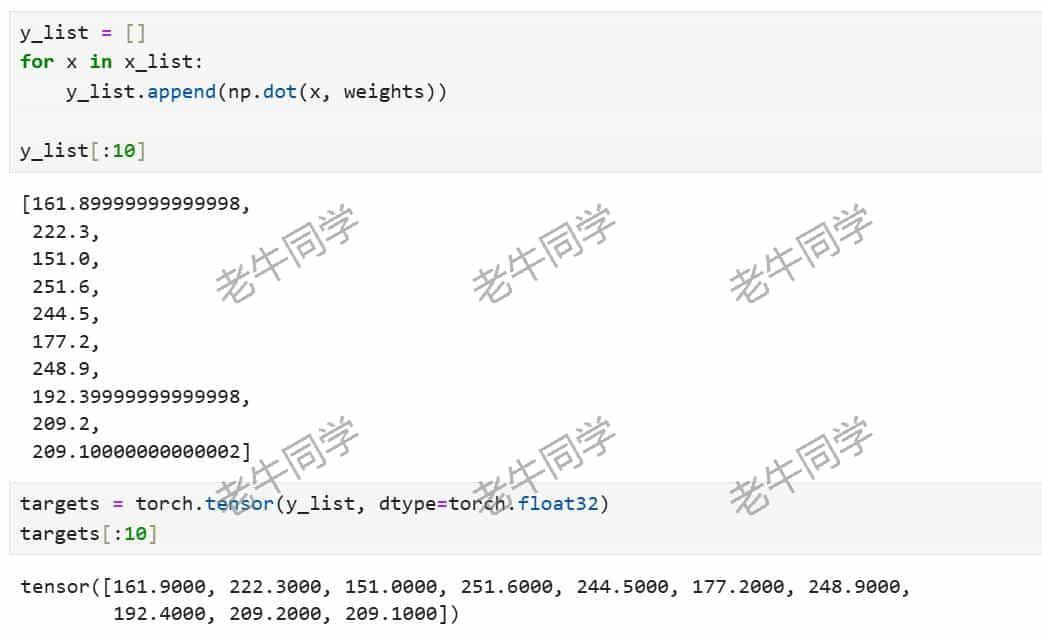 y_list = []
for x in x_list:
    y_list.append(np.dot(x, weights))
y_list[:10]
[161.89999999999998,
 222.3,
 151.0,
 251.6,
 244.5,
 177.2,
 248.9,
 192.39999999999998,
 209.2,
 209.10000000000002]
老牛同学 老牛同学 老牛同学
老牛同学 老牛同学 老牛同学
targets = torch.tensor(y_list, dtype=torch.float32)
targets[:10]
tensor([161.9000, 222.3000, 151.0000, 251.6000, 244.5000, 177.2000, 248.9000,
        192.4000, 209.2000, 209.1000])